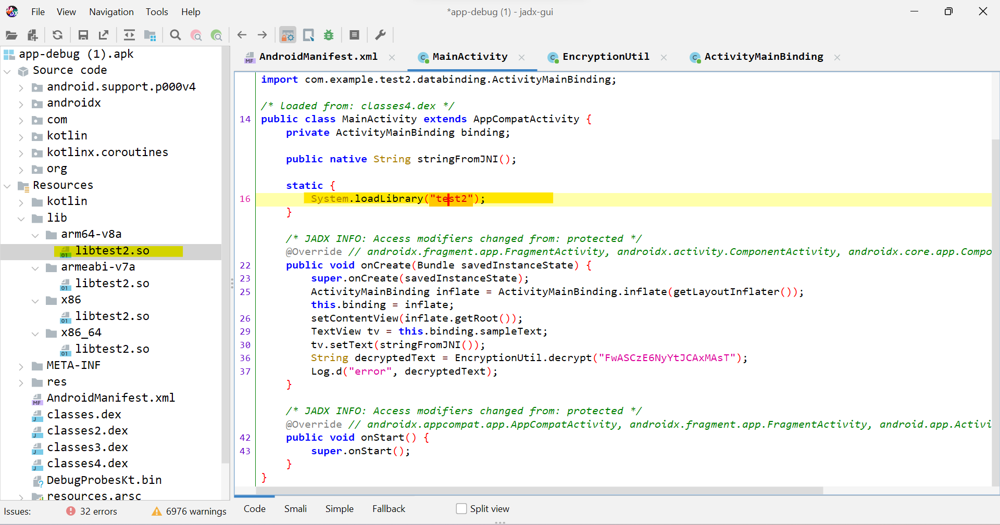 File View Navigation Tools Help
*app-debug (1) - jadx-gui
app-debug (1).apk
Source code
android.support.p000v4
androidx
com
kotlin
kotlinx.coroutines
org
Resources
kotlin
lib
arm64-v8a
libtest2.so
armeabi-v7a
libtest2.so
x86
libtest2.so
x86_64
libtest2.so
META-INF
res
AndroidManifest.xml
classes.dex
classes2.dex
classes3.dex
classes4.dex
DebugProbesKt.bin
resources.arsc
Issues: 32 errors 6976 warnings
AndroidManifest.xml MainActivity EncryptionUtil ActivityMainBinding
import com.example.test2.databinding.ActivityMainBinding;
/* loaded from: classes4.dex */
14 public class MainActivity extends AppCompatActivity {
private ActivityMainBinding binding;
public native String stringFromJNI();
static {
16 System.loadLibrary("test2");
}
/* JADX INFO: Access modifiers changed from: protected */
@Override // androidx.fragment.app.FragmentActivity, androidx.activity.ComponentActivity, androidx.core.app.Compo
22 public void onCreate(Bundle savedInstanceState) {
23 super.onCreate(savedInstanceState);
25 ActivityMainBinding inflate = ActivityMainBinding.inflate(getLayoutInflater());
this.binding = inflate;
26 setContentView(inflate.getRoot());
29 TextView tv = this.binding.sampleText;
30 tv.setText(stringFromJNI());
36 String decryptedText = EncryptionUtil.decrypt("FwASCzE6NyYtJCAxMAsT");
37 Log.d("error", decryptedText);
}
/* JADX INFO: Access modifiers changed from: protected */
@Override // androidx.appcompat.app.AppCompatActivity, androidx.fragment.app.FragmentActivity, android.app.Activi
42 public void onStart() {
43 super.onStart();
}
}
Code Smali Simple Fallback Split view